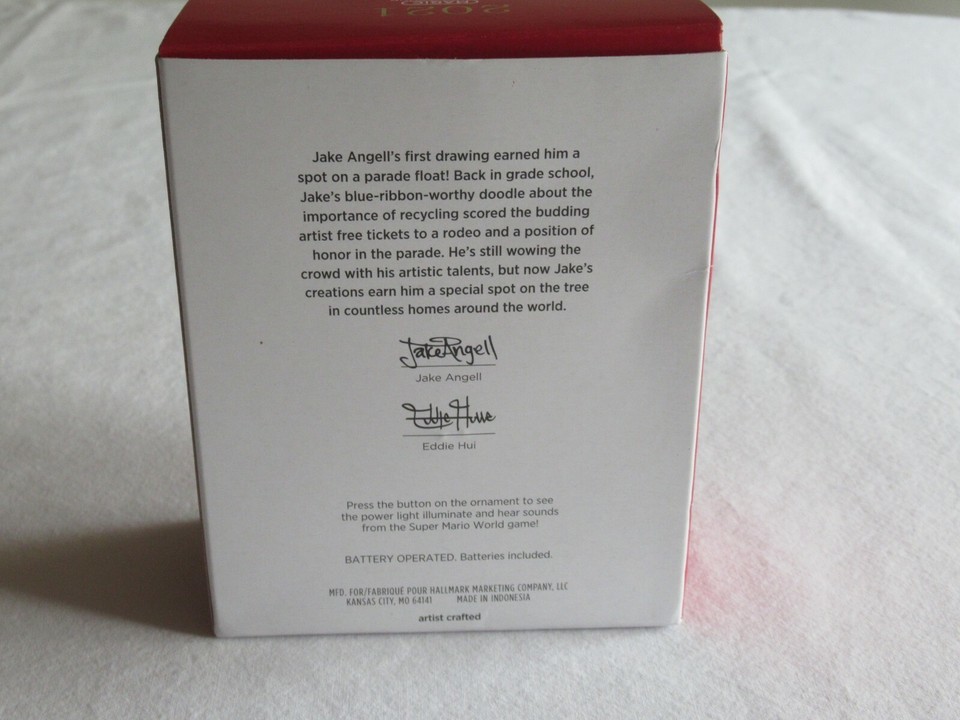 2021
Jake Angell's first drawing earned him a
spot on a parade float! Back in grade school,
Jake's blue-ribbon-worthy doodle about the
importance of recycling scored the budding
artist free tickets to a rodeo and a position of
honor in the parade. He's still wowing the
crowd with his artistic talents, but now Jake's
creations earn him a special spot on the tree
in countless homes around the world.
Jake Angell
Jake Angell
Eddie Hui
Press the button on the ornament to see
the power light illuminate and hear sounds
from the Super Mario World game!
BATTERY OPERATED. Batteries included.
MFD. FOR/FABRIQUÉ POUR HALLMARK MARKETING COMPANY, LLC
KANSAS CITY, MO 64141 MADE IN INDONESIA
artist crafted